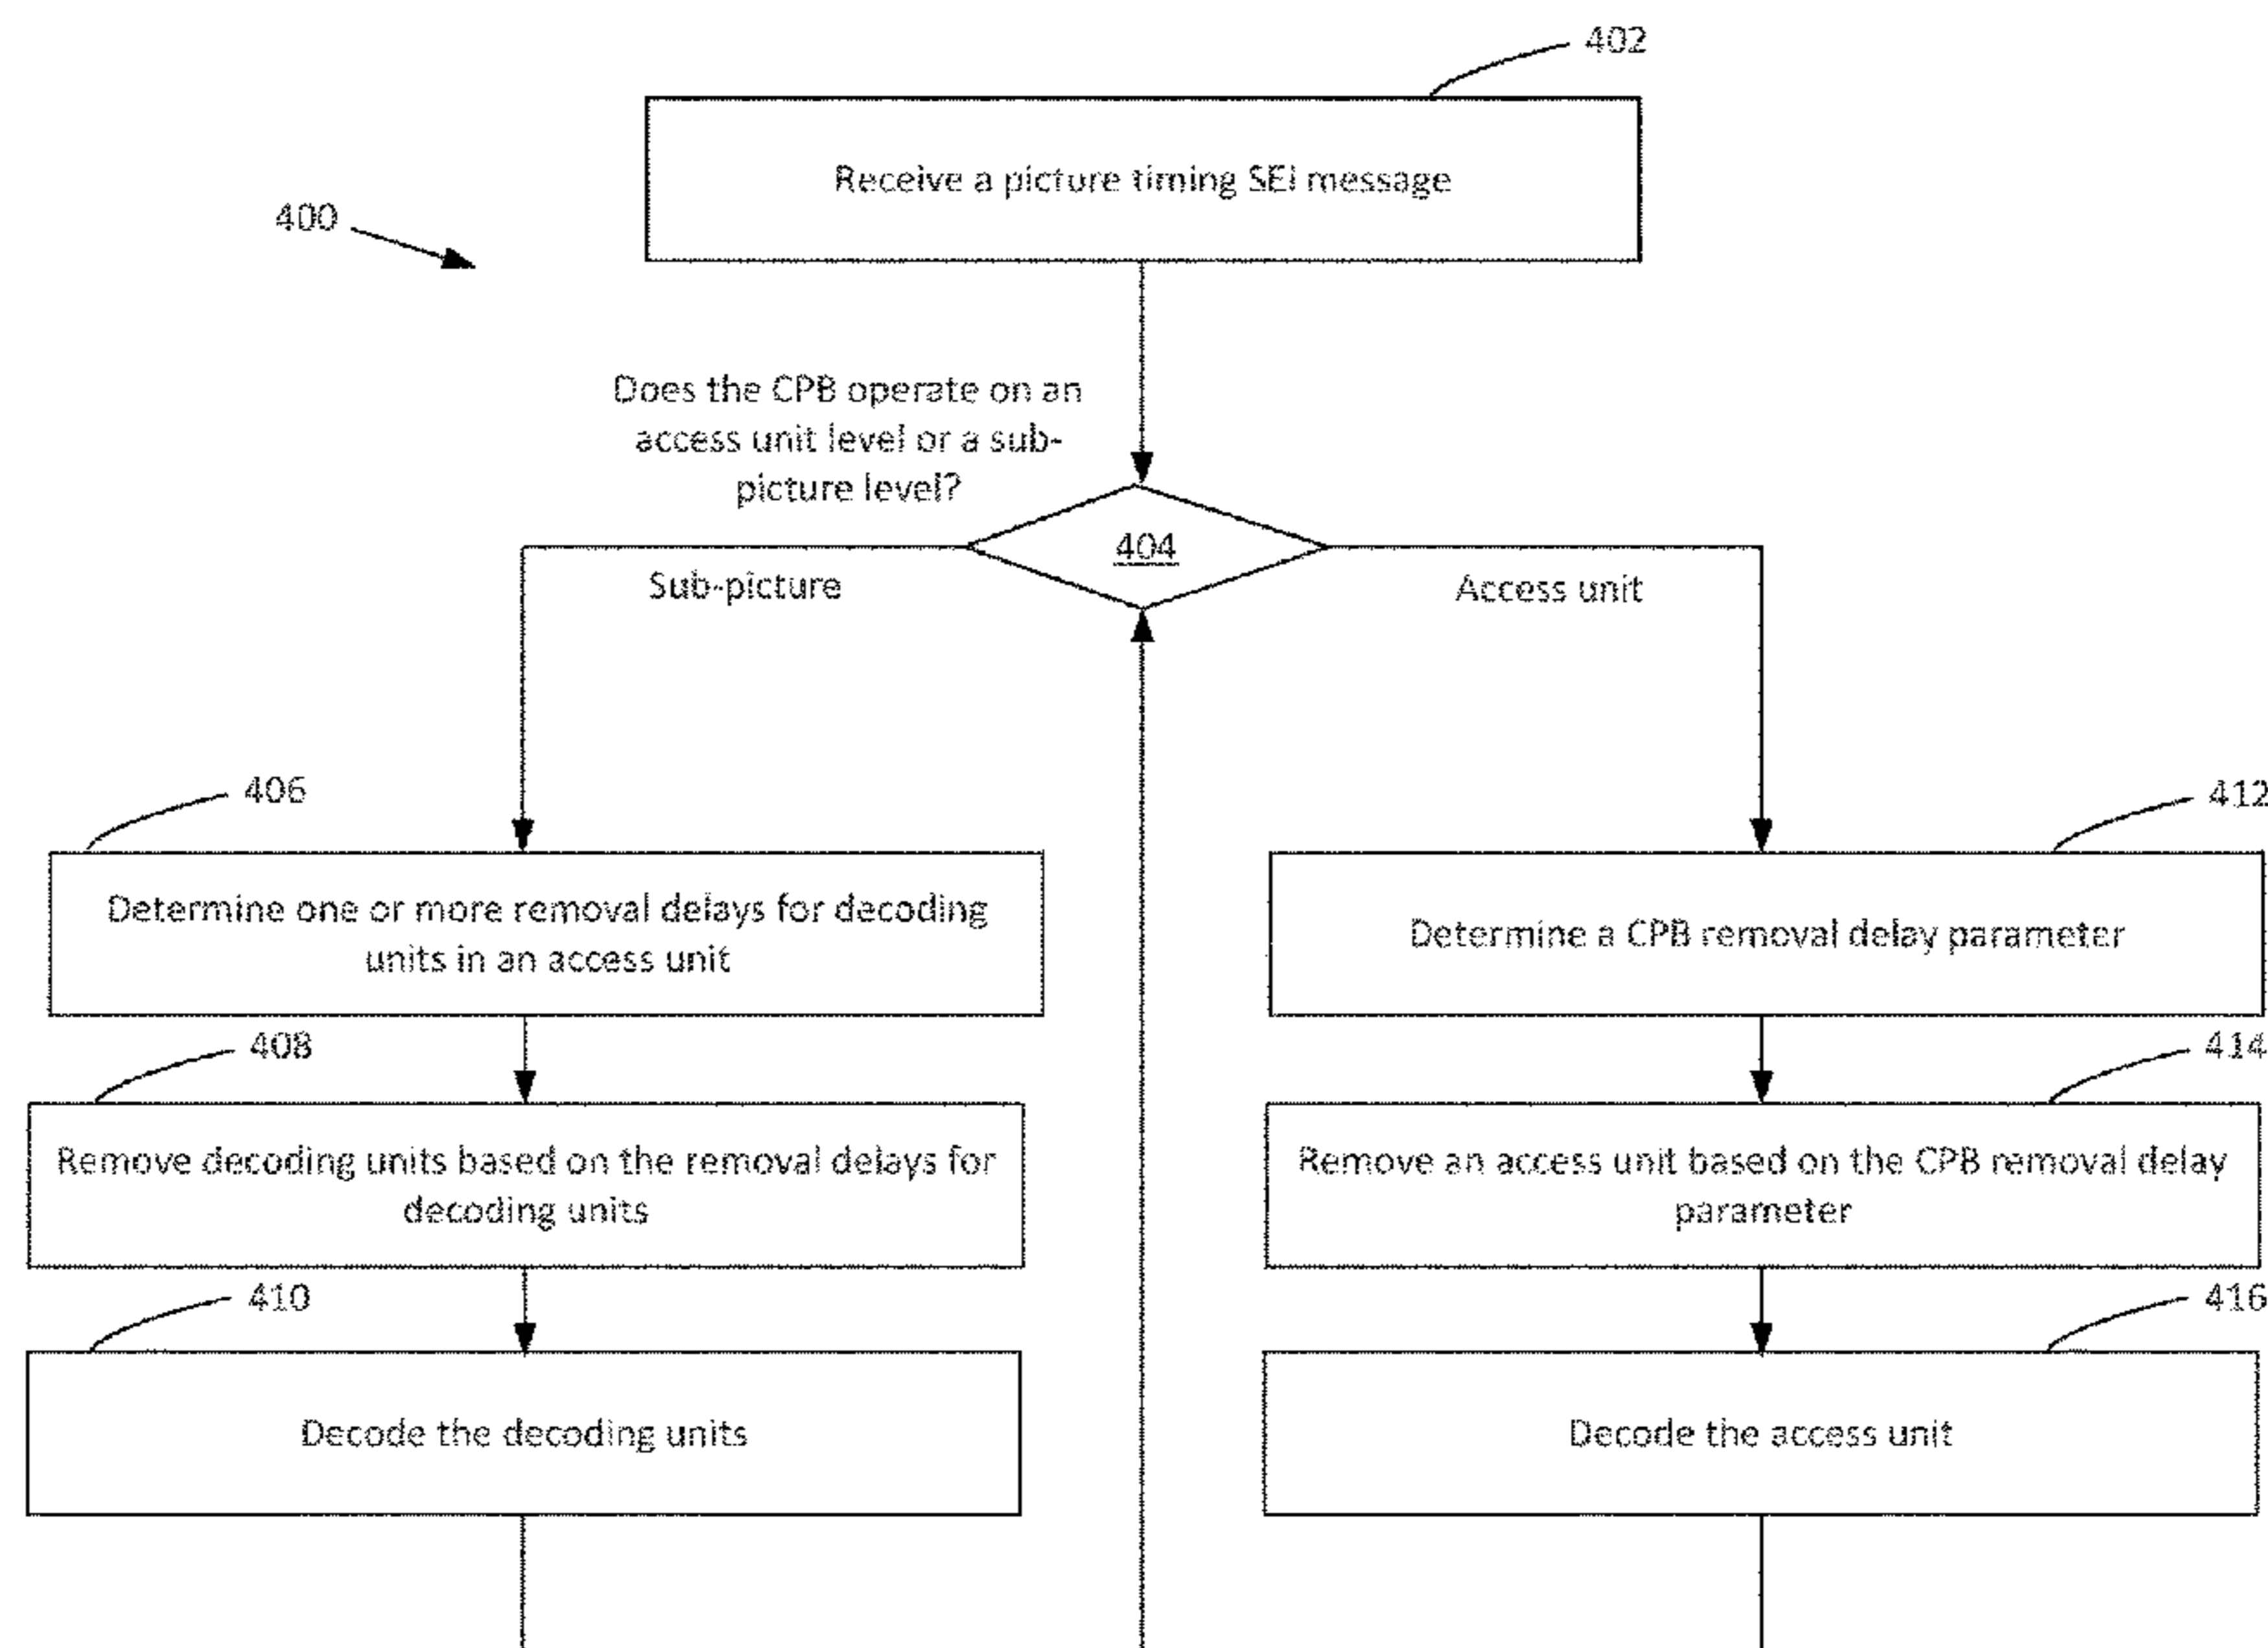 402
Receive a picture timing SEI message
400
Does the CPB operate on an
access unit level or a sub-
picture level?
404
Sub-picture
Access unit
406
412
Determine one or more removal delays for decoding
units in an access unit
Determine a CPB removal delay parameter
408
414
Remove decoding units based on the removal delays for
decoding units
Remove an access unit based on the CPB removal delay
parameter
410
416
Decode the decoding units
Decode the access unit